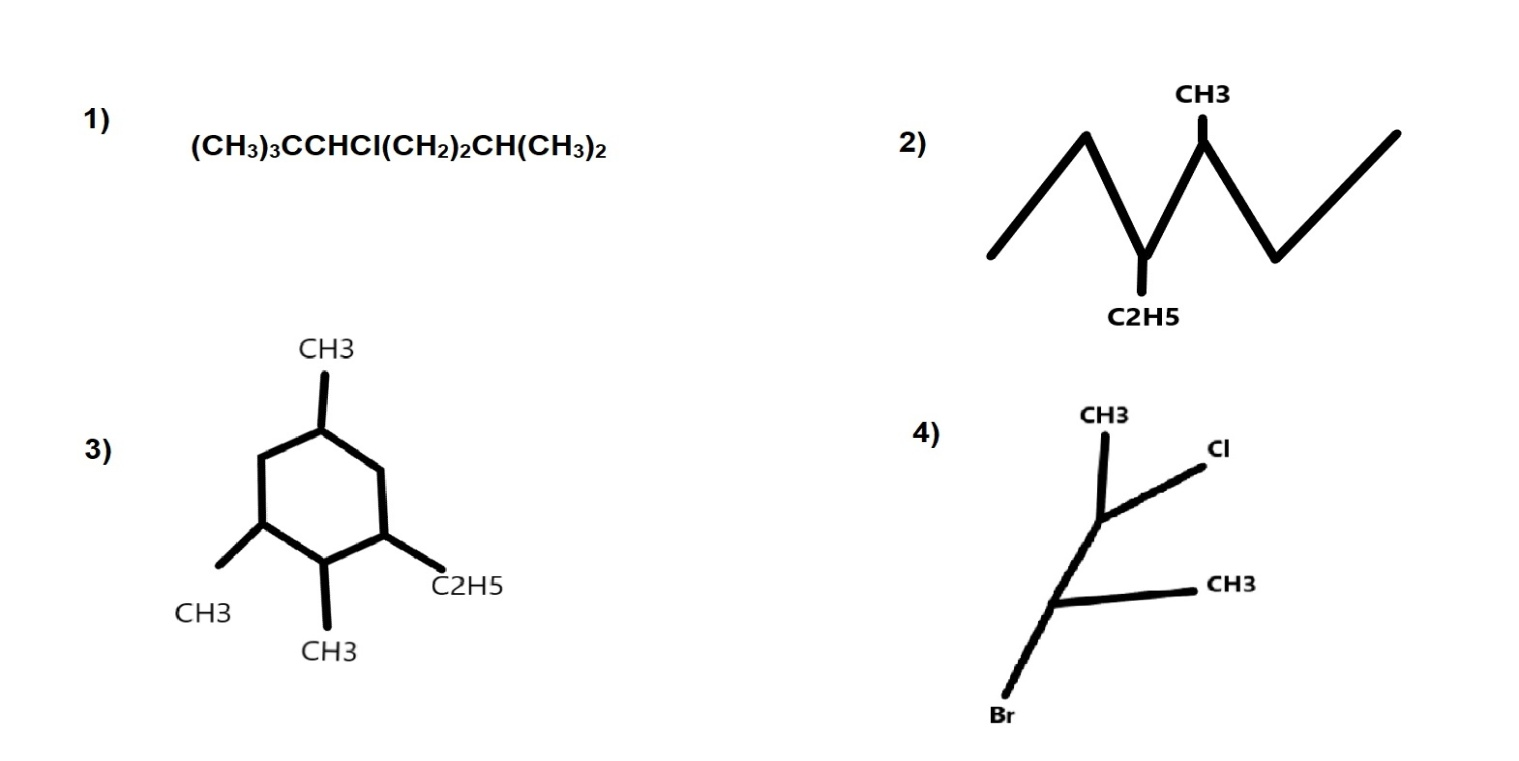 1)
(CH₃)₃CCHCl(CH₂)₂CH(CH₃)₂
2)
CH3
C2H5
3)
CH3
C2H5
CH3
CH3
4)
CH3
Cl
CH3
Br